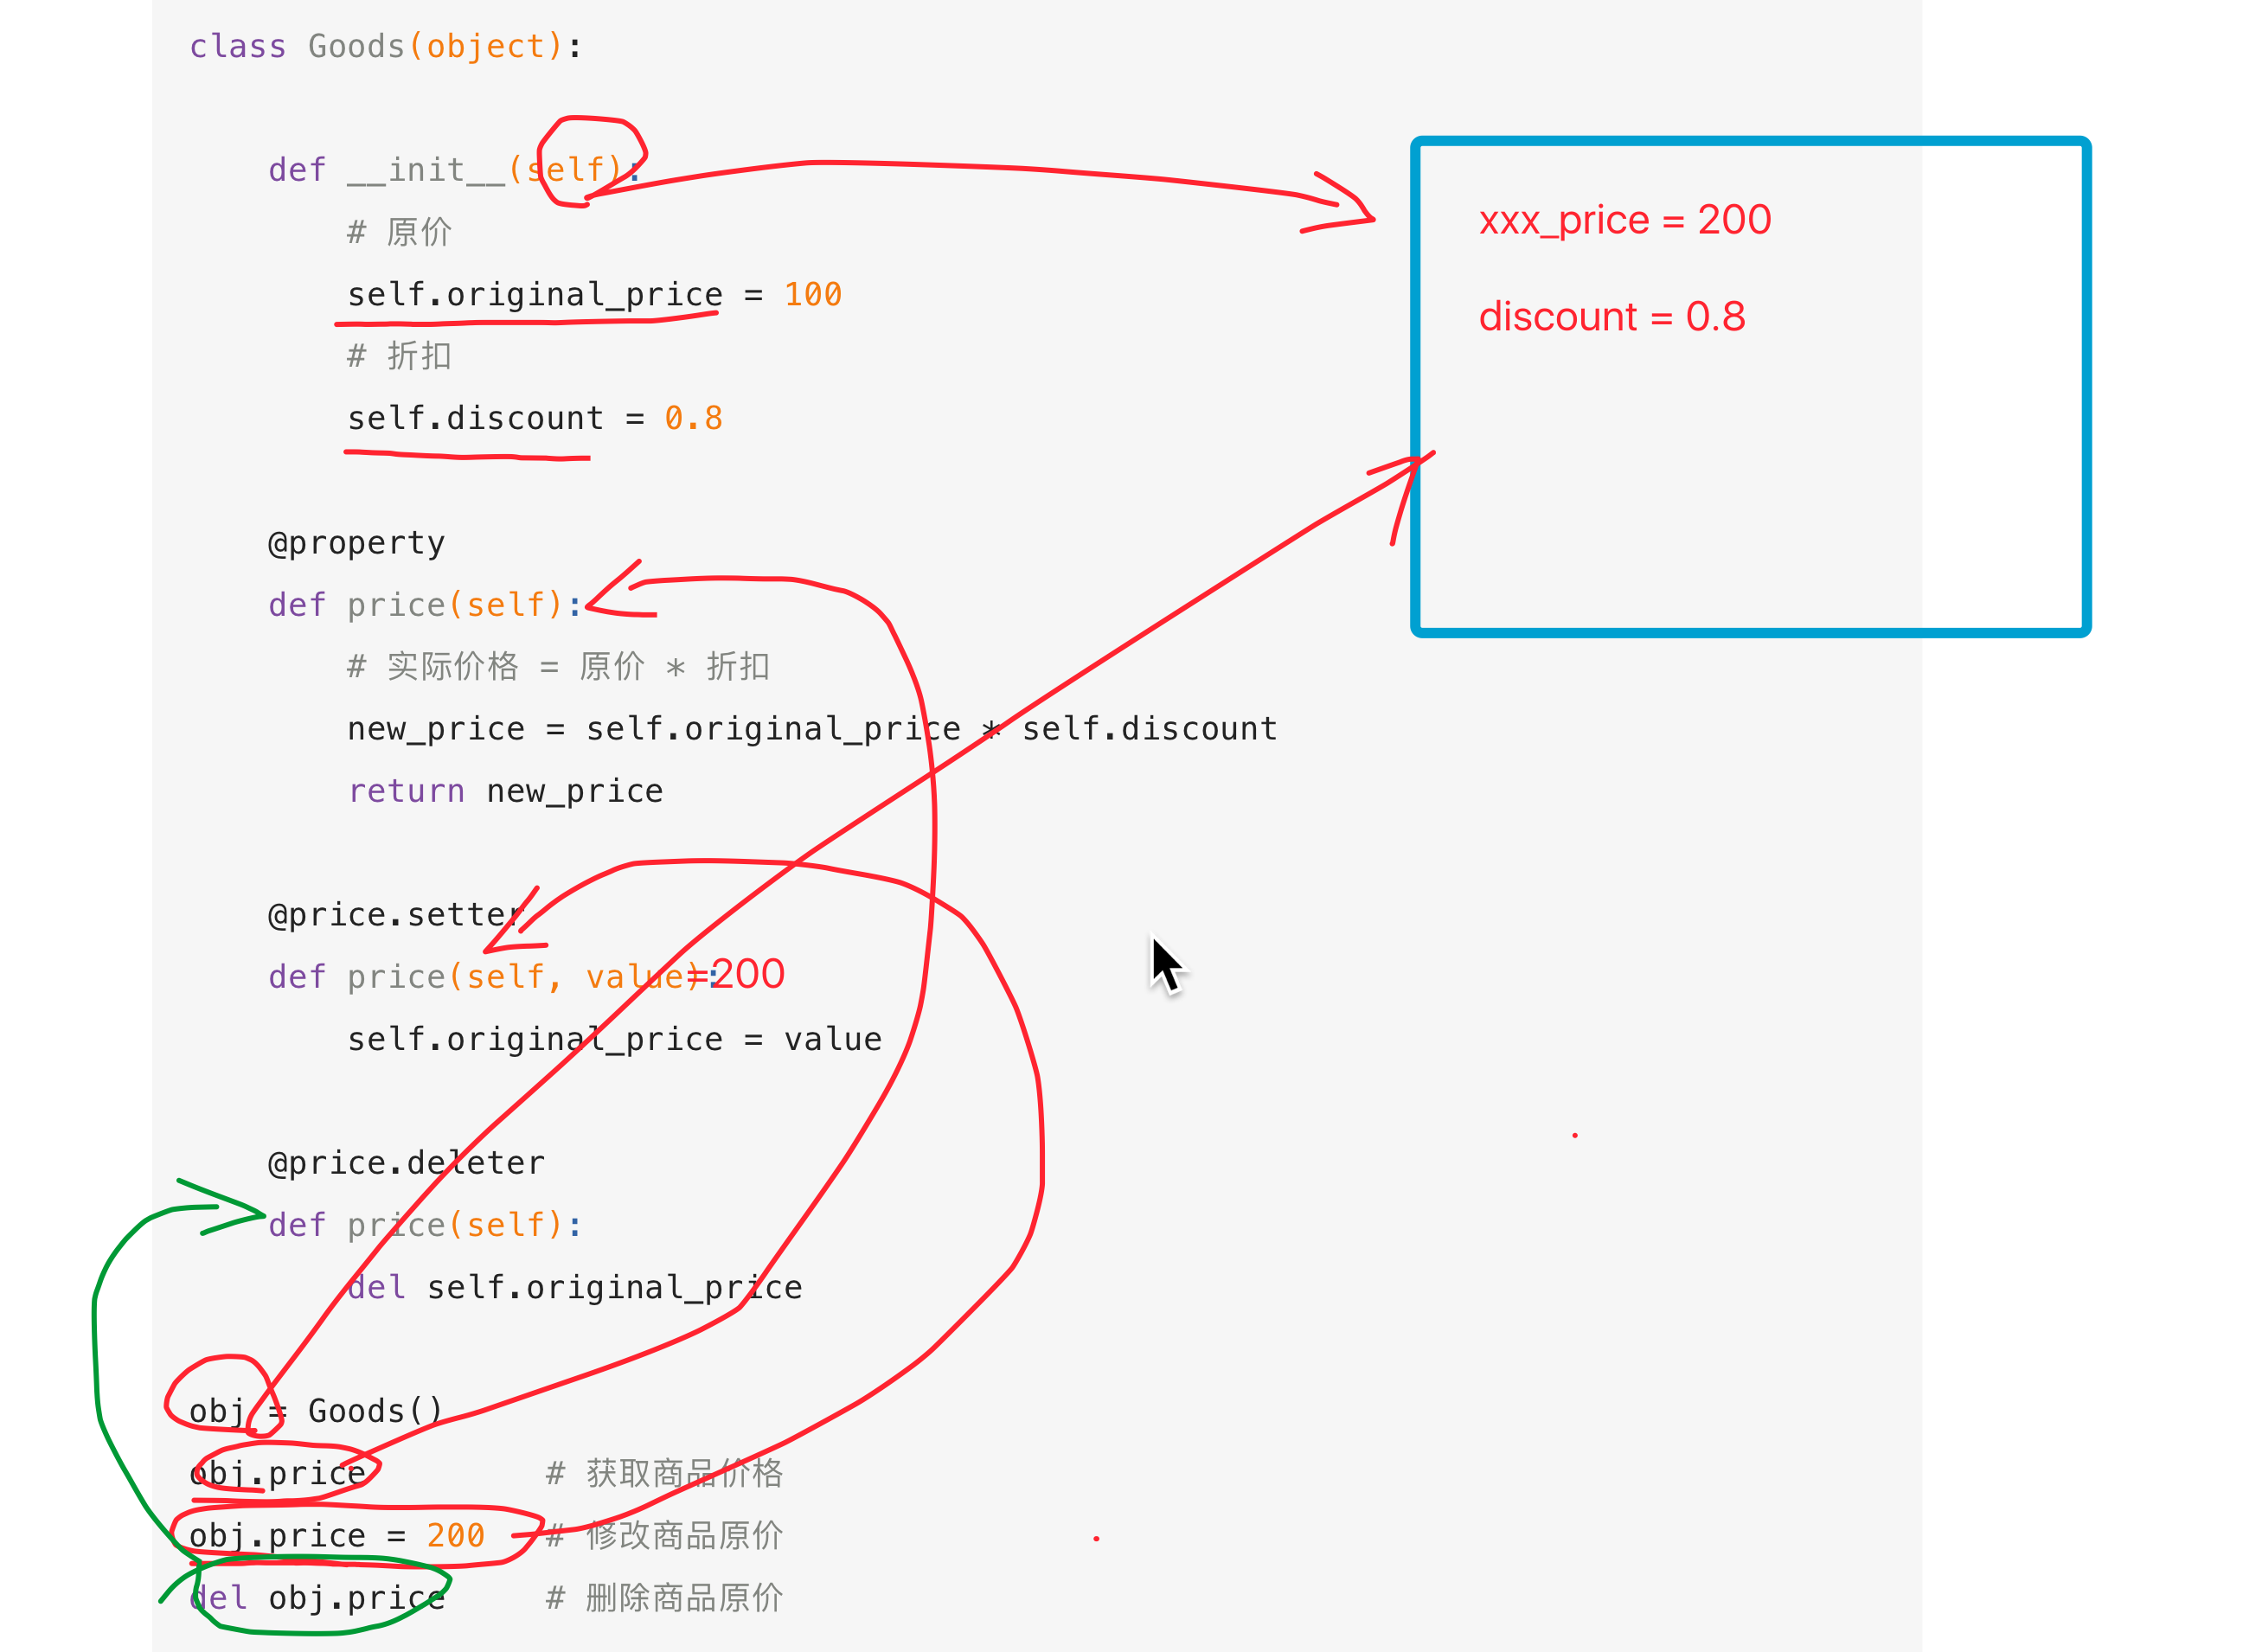 class Goods(object):
def __init__(self):
# 原价
self.original_price = 100
# 折扣
self.discount = 0.8
@property
def price(self):
# 实际价格 = 原价 * 折扣
new_price = self.original_price * self.discount
return new_price
@price.setter
def price(self, value):
=200
self.original_price = value
@price.deleter
def price(self):
del self.original_price
obj = Goods()
obj.price # 获取商品价格
obj.price = 200 # 修改商品原价
del obj.price # 删除商品原价
xxx_price = 200
discount = 0.8